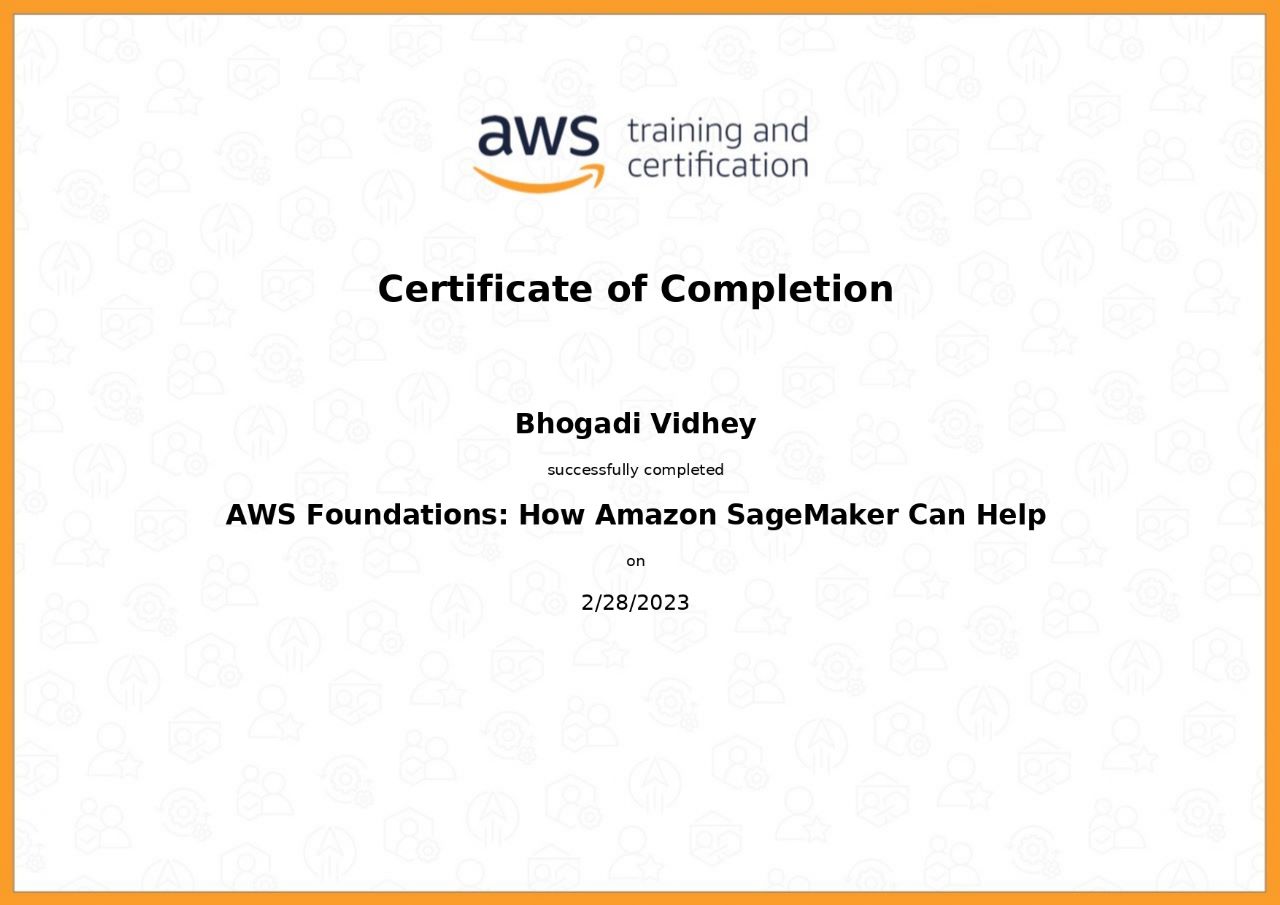 aws training and
certification
Certificate of Completion
Bhogadi Vidhey
successfully completed
AWS Foundations: How Amazon SageMaker Can Help
on
2/28/2023